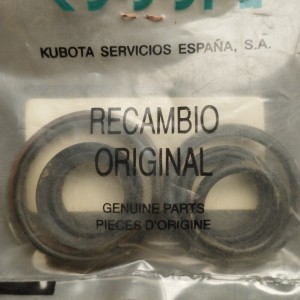 KUBOTA SERVICIOS ESPAÑA, S.A.
RECAMBIO
ORIGINAL
GENUINE PARTS
PIECES D'ORIGINE